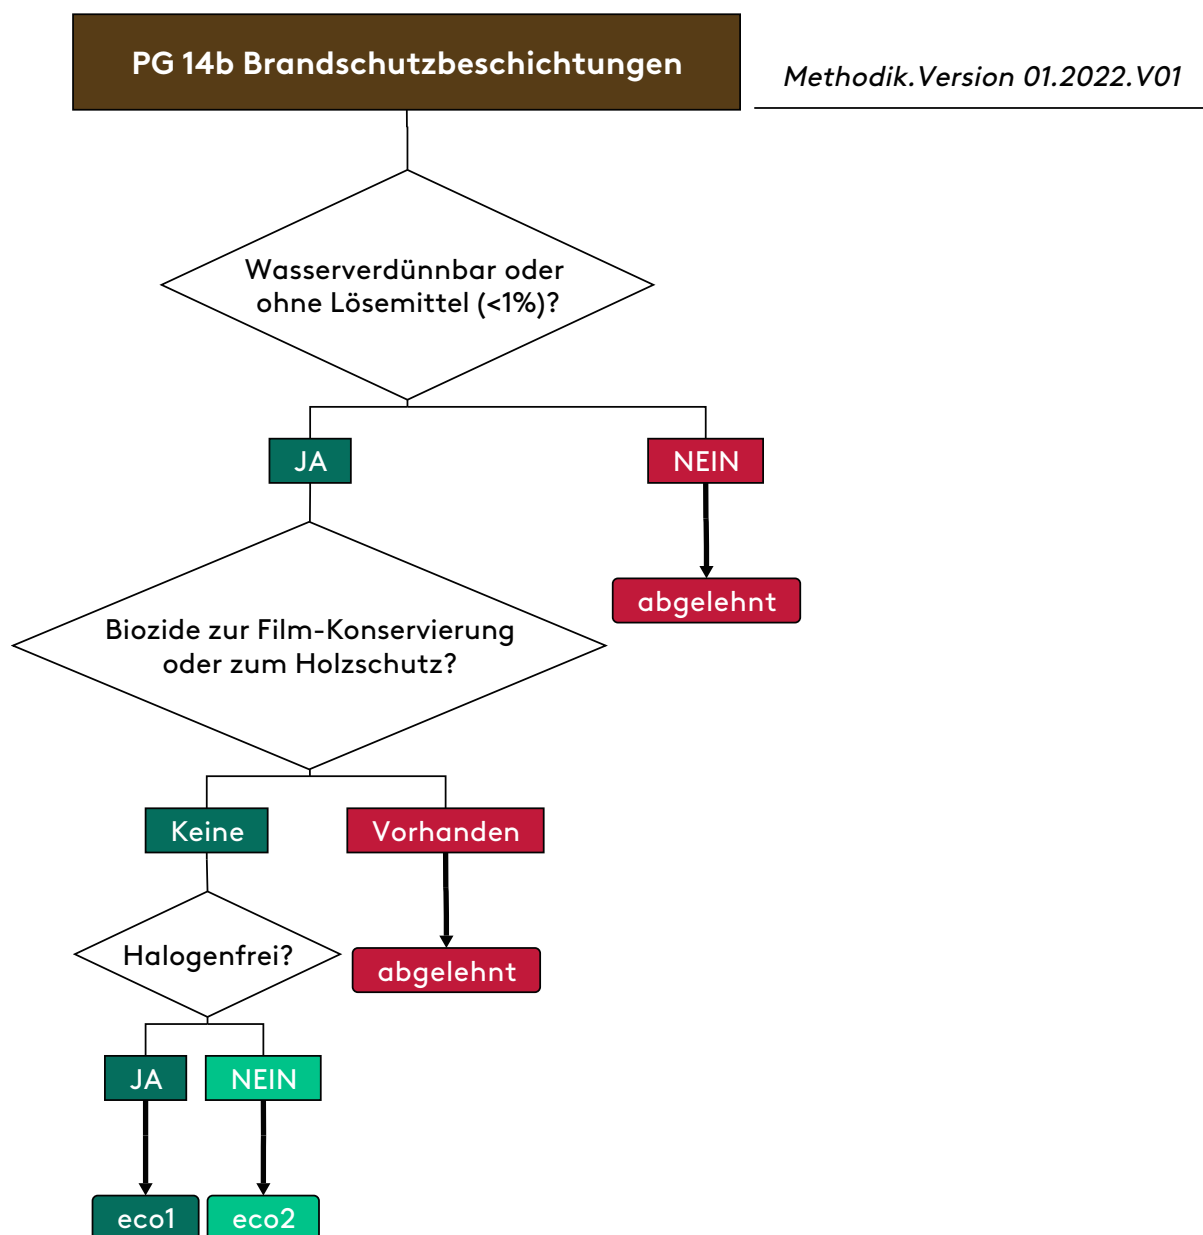 PG 14b Brandschutzbeschichtungen
Methodik.Version 01.2022.V01
Wasserverdünnbar oder
ohne Lösemittel (<1%)?
JA
NEIN
abgelehnt
Biozide zur Film-Konservierung
oder zum Holzschutz?
Keine
Vorhanden
abgelehnt
Halogenfrei?
JA
NEIN
eco1
eco2